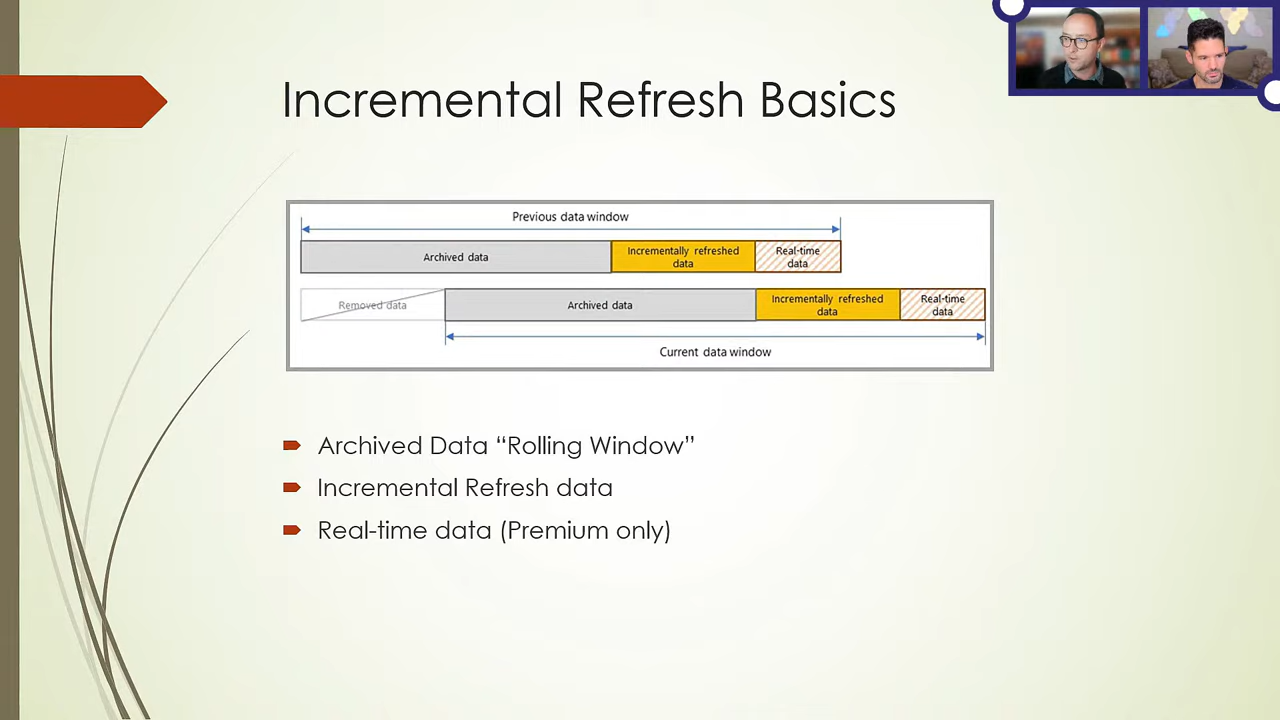 Incremental Refresh Basics
Previous data window
Archived data
Incrementally refreshed
data
Real-time
data
Removed data
Archived data
Incrementally refreshed
data
Real-time
data
Current data window
Archived Data “Rolling Window”
Incremental Refresh data
Real-time data (Premium only)